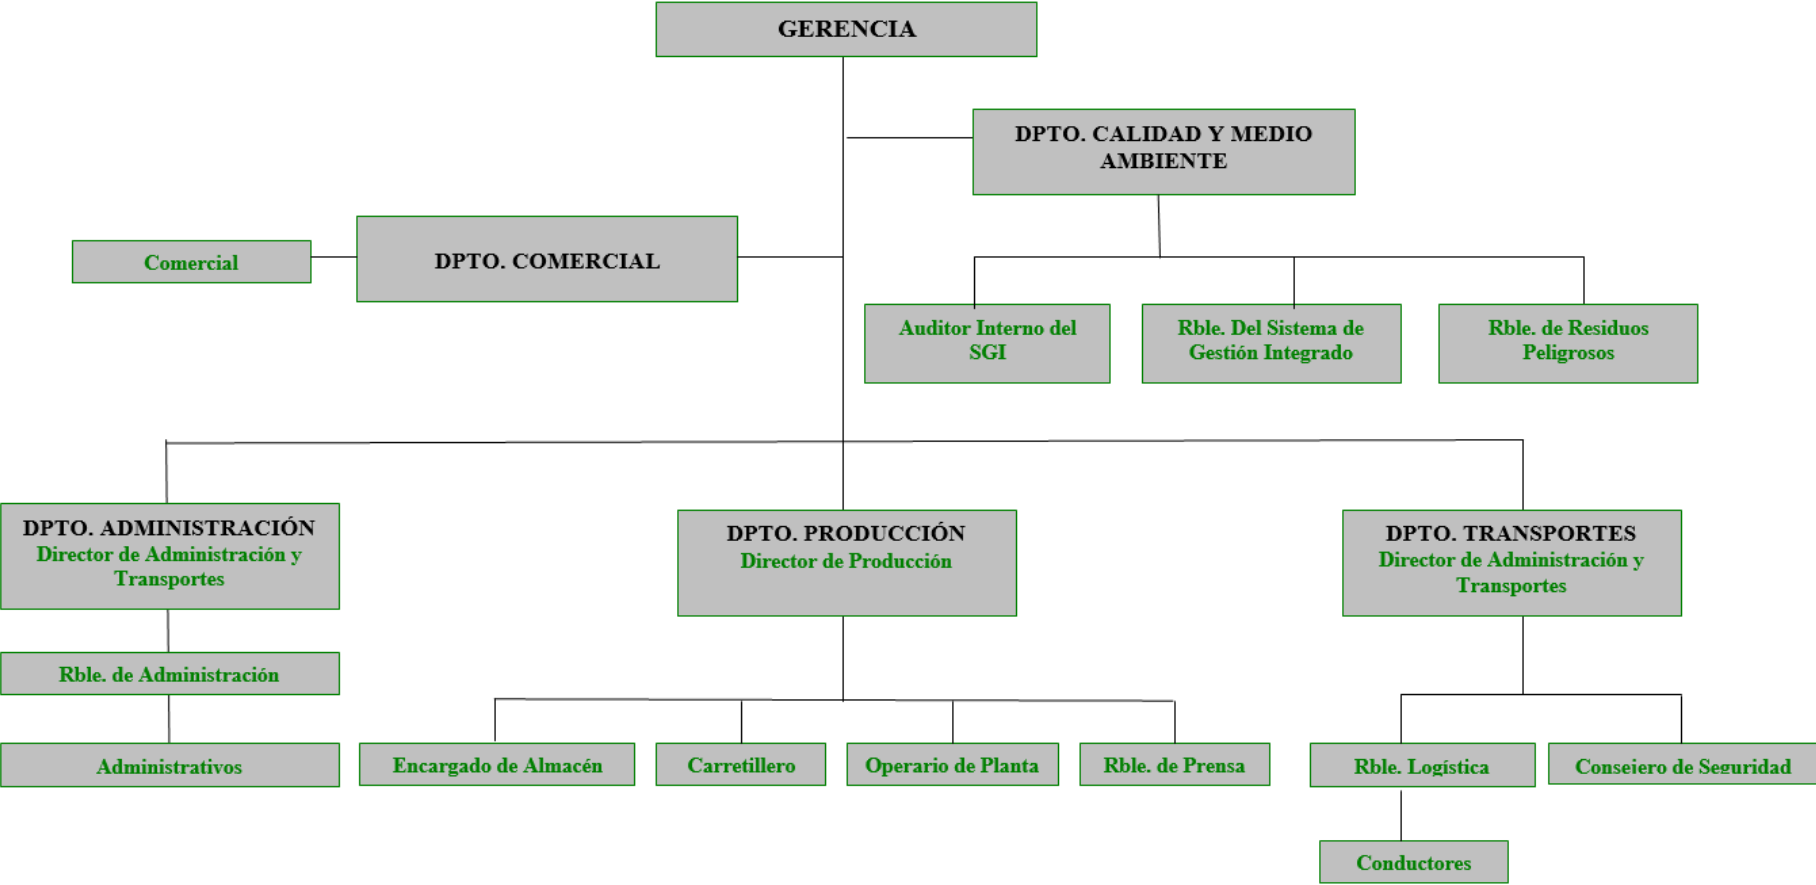 GERENCIA
DPTO. CALIDAD Y MEDIO
AMBIENTE
Comercial
DPTO. COMERCIAL
Auditor Interno del
SGI
Rble. Del Sistema de
Gestión Integrado
Rble. de Residuos
Peligrosos
DPTO. ADMINISTRACIÓN
Director de Administración y
Transportes
DPTO. PRODUCCIÓN
Director de Producción
DPTO. TRANSPORTES
Director de Administración y
Transportes
Rble. de Administración
Administrativos
Encargado de Almacén
Carretillero
Operario de Planta
Rble. de Prensa
Rble. Logística
Consejero de Seguridad
Conductores